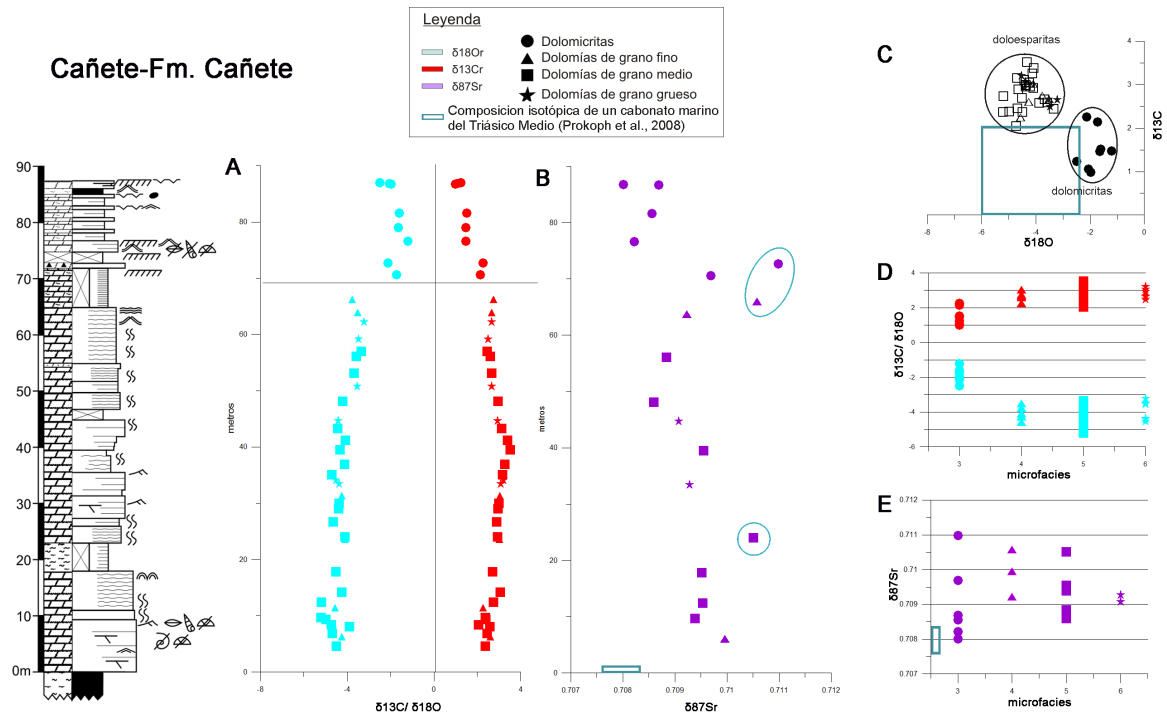 Cañete-Fm. Cañete
Leyenda
δ18Or
δ13Cr
δ87Sr
Dolomicritas
Dolomías de grano fino
Dolomías de grano medio
Dolomías de grano grueso
Composicion isotópica de un cabonato marino
del Triásico Medio (Prokoph et al., 2008)
90
80
70
60
50
40
30
20
10
0m
A
80
60
metros
40
20
0
-8
-4
0
4
δ13C/ δ18O
B
80
60
metros
40
20
0
0.707
0.708
0.709
0.71
0.711
0.712
δ87Sr
C
doloesparitas
dolomicritas
4
3
2
1
δ13C
-8
-6
-4
-2
0
δ18O
D
4
2
0
-2
-4
-6
δ13C/ δ18O
3
4
5
6
microfacies
E
0.712
0.711
0.71
0.709
0.708
0.707
δ87Sr
3
4
5
6
microfacies